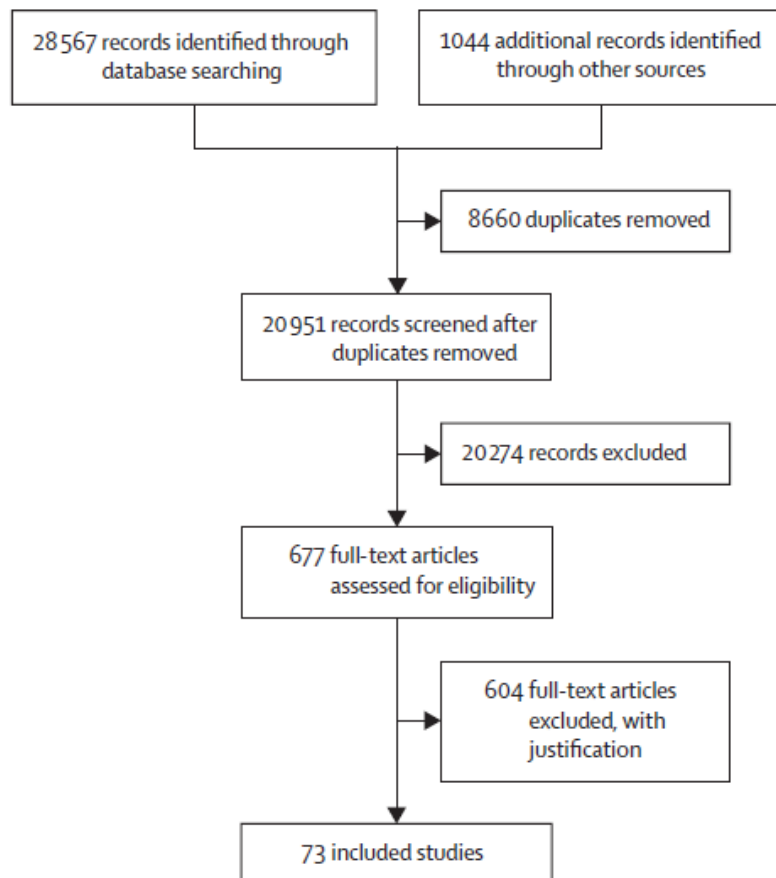 28 567 records identified through
database searching
1044 additional records identified
through other sources
8660 duplicates removed
20 951 records screened after
duplicates removed
20 274 records excluded
677 full-text articles
assessed for eligibility
604 full-text articles
excluded, with
justification
73 included studies